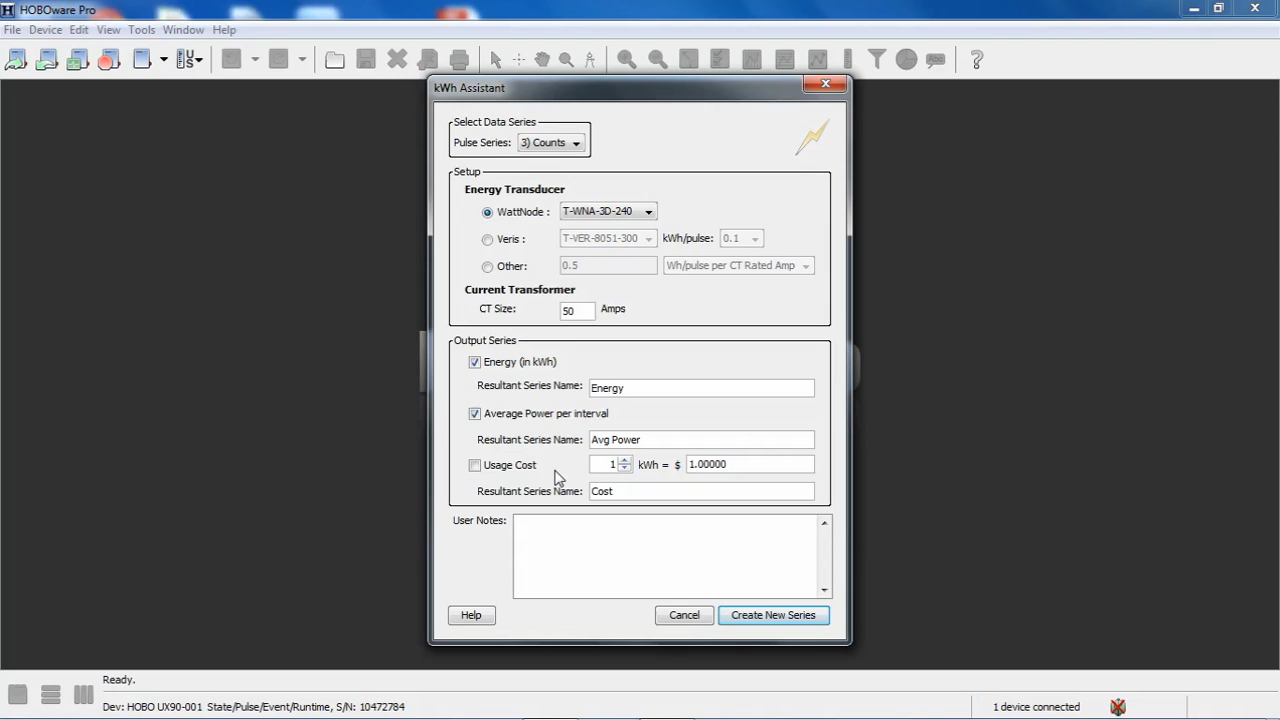 HOBOware Pro
File Device Edit View Tools Window Help
kWh Assistant
Select Data Series
Pulse Series: 3) Counts
Setup
Energy Transducer
WattNode : T-WNA-3D-240
Veris : T-VER-8051-300 kWh/pulse: 0.1
Other: 0.5 Wh/pulse per CT Rated Amp
Current Transformer
CT Size: 50 Amps
Output Series
Energy (in kWh)
Resultant Series Name: Energy
Average Power per interval
Resultant Series Name: Avg Power
Usage Cost 1 kWh = $ 1.00000
Resultant Series Name: Cost
User Notes:
Help Cancel Create New Series
Ready.
Dev: HOBO UX90-001 State/Pulse/Event/Runtime, S/N: 10472784 1 device connected